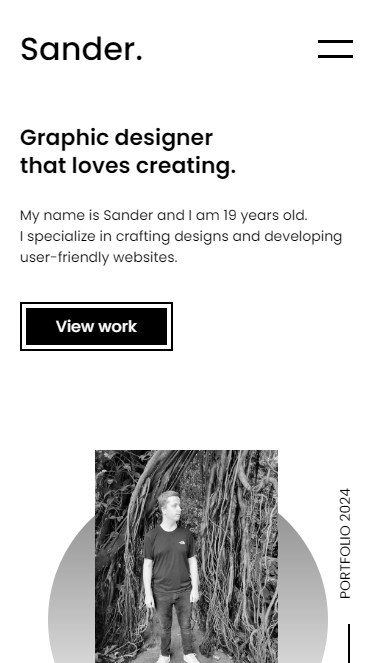 Sander.
Graphic designer
that loves creating.
My name is Sander and I am 19 years old.
I specialize in crafting designs and developing
user-friendly websites.
View work
PORTFOLIO 2024